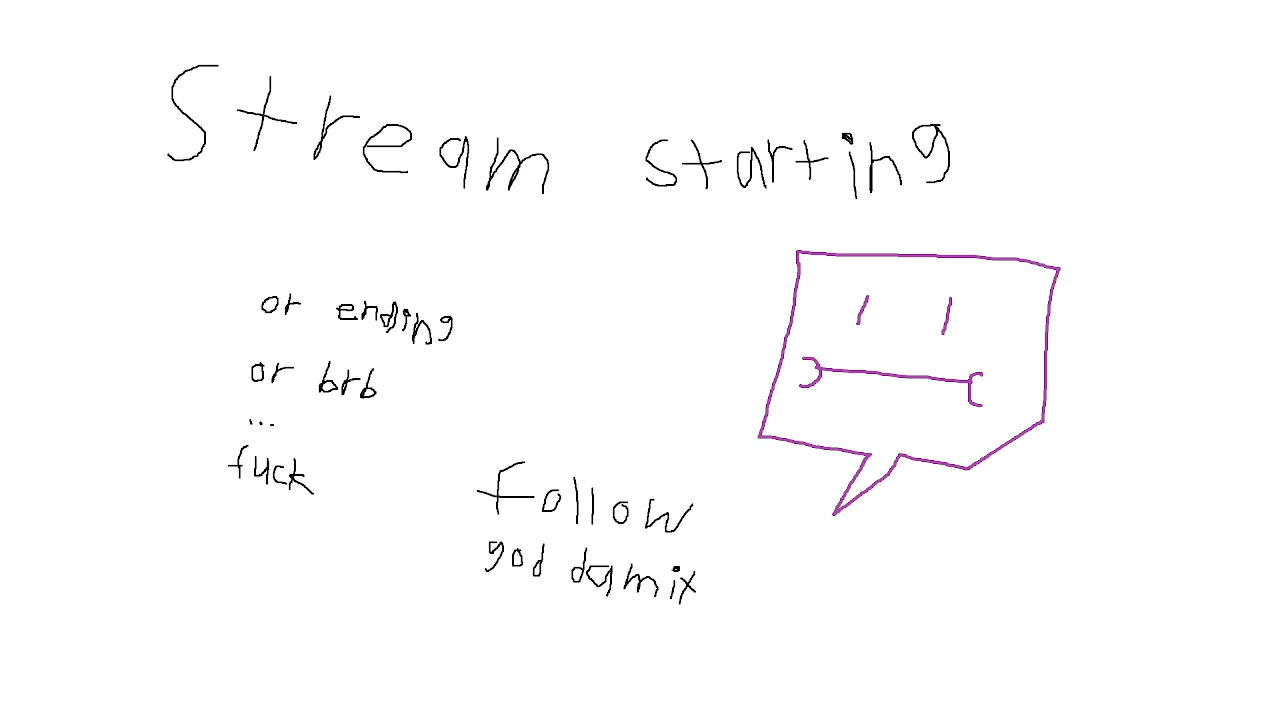 Stream starting
or ending
or brb
...
fuck
Follow
god damix